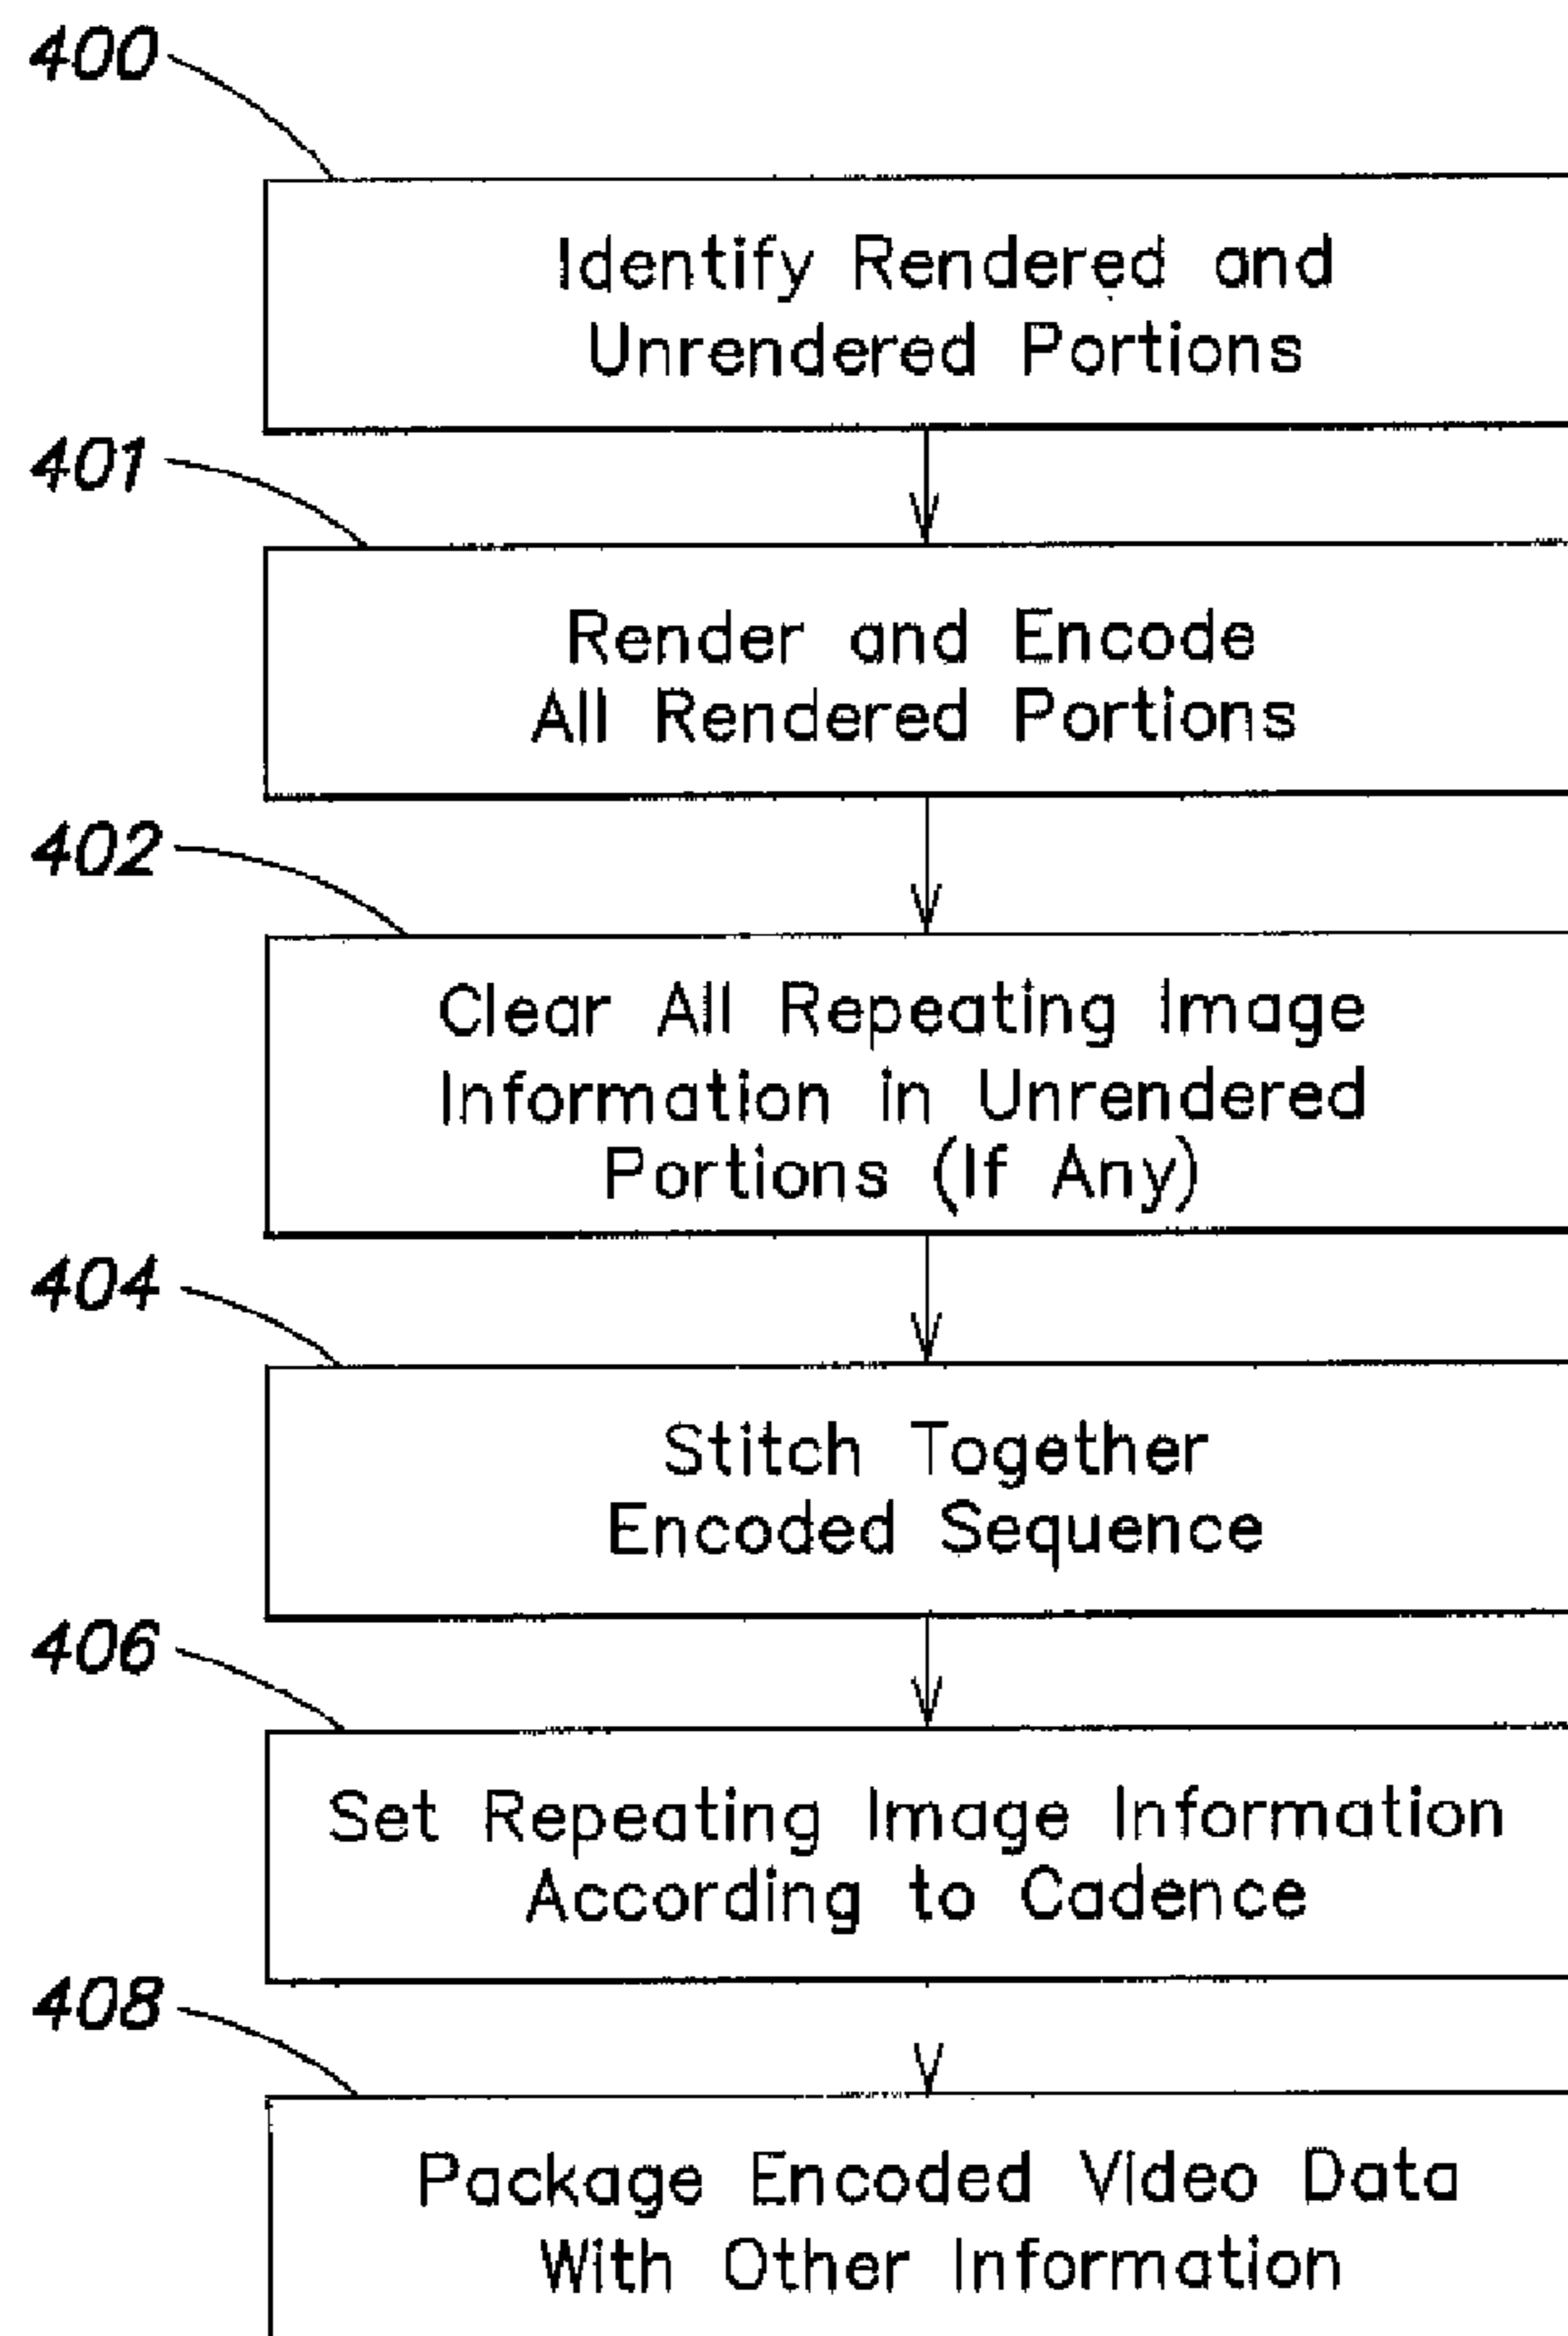 400
Identify Rendered and
Unrendered Portions
401
Render and Encode
All Rendered Portions
402
Clear All Repeating Image
Information in Unrendered
Portions (If Any)
404
Stitch Together
Encoded Sequence
406
Set Repeating Image Information
According to Cadence
408
Package Encoded Video Data
With Other Information